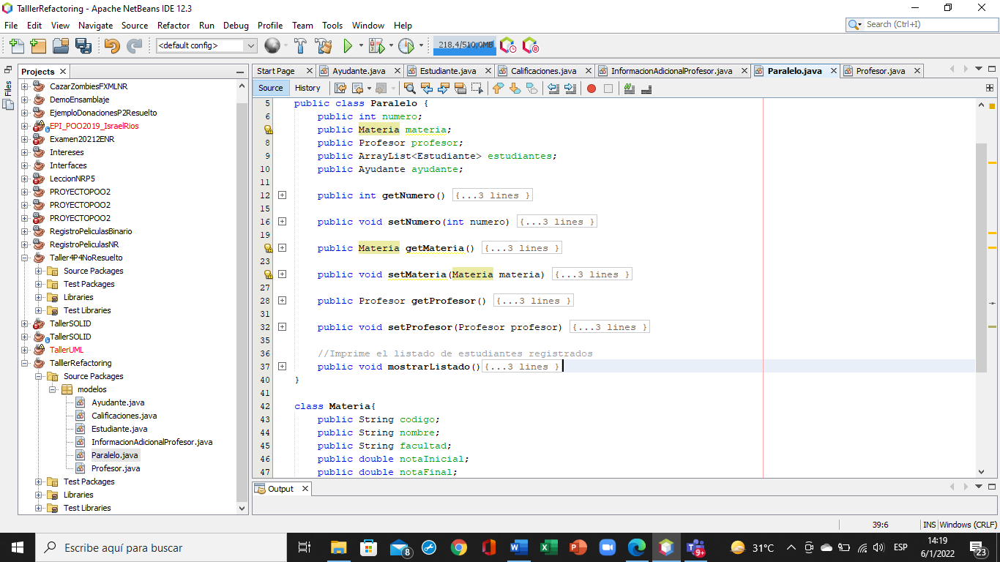 TalllerRefactoring - Apache NetBeans IDE 12.3
File Edit View Navigate Source Refactor Run Debug Profile Team Tools Window Help
Search (Ctrl+I)
<default config>
218,4/510,0MB
Files
Projects
CazarZombiesFXMLNR
DemoEnsamblaje
EjemploDonacionesP2Resuelto
EPI_POO2019_IsraelRios
Examen20212ENR
Intereses
Interfaces
LeccionNRP5
PROYECTOPOO2
PROYECTOPOO2
PROYECTOPOO2
RegistroPeliculasBinario
RegistroPeliculasNR
Taller4P4NoResuelto
Source Packages
Test Packages
Libraries
Test Libraries
TallerSOLID
TallerSOLID
TallerUML
TalllerRefactoring
Source Packages
modelos
Ayudante.java
Calificaciones.java
Estudiante.java
InformacionAdicionalProfesor.java
Paralelo.java
Profesor.java
Test Packages
Libraries
Test Libraries
Start Page Ayudante.java Estudiante.java Calificaciones.java InformacionAdicionalProfesor.java Paralelo.java Profesor.java
Source History
5 public class Paralelo {
6 public int numero;
public Materia materia;
8 public Profesor profesor;
9 public ArrayList<Estudiante> estudiantes;
10 public Ayudante ayudante;
11
12 public int getNumero() {...3 lines }
15
16 public void setNumero(int numero) {...3 lines }
19
public Materia getMateria() {...3 lines }
23
public void setMateria(Materia materia) {...3 lines }
27
28 public Profesor getProfesor() {...3 lines }
31
32 public void setProfesor(Profesor profesor) {...3 lines }
35
36 //Imprime el listado de estudiantes registrados
37 public void mostrarListado(){...3 lines }
40 }
41
42 class Materia{
43 public String codigo;
44 public String nombre;
45 public String facultad;
46 public double notaInicial;
47 public double notaFinal;
Output
39:6 INS Windows (CRLF)
Escribe aquí para buscar
8
9+
31°C
ESP
14:19
6/1/2022
23